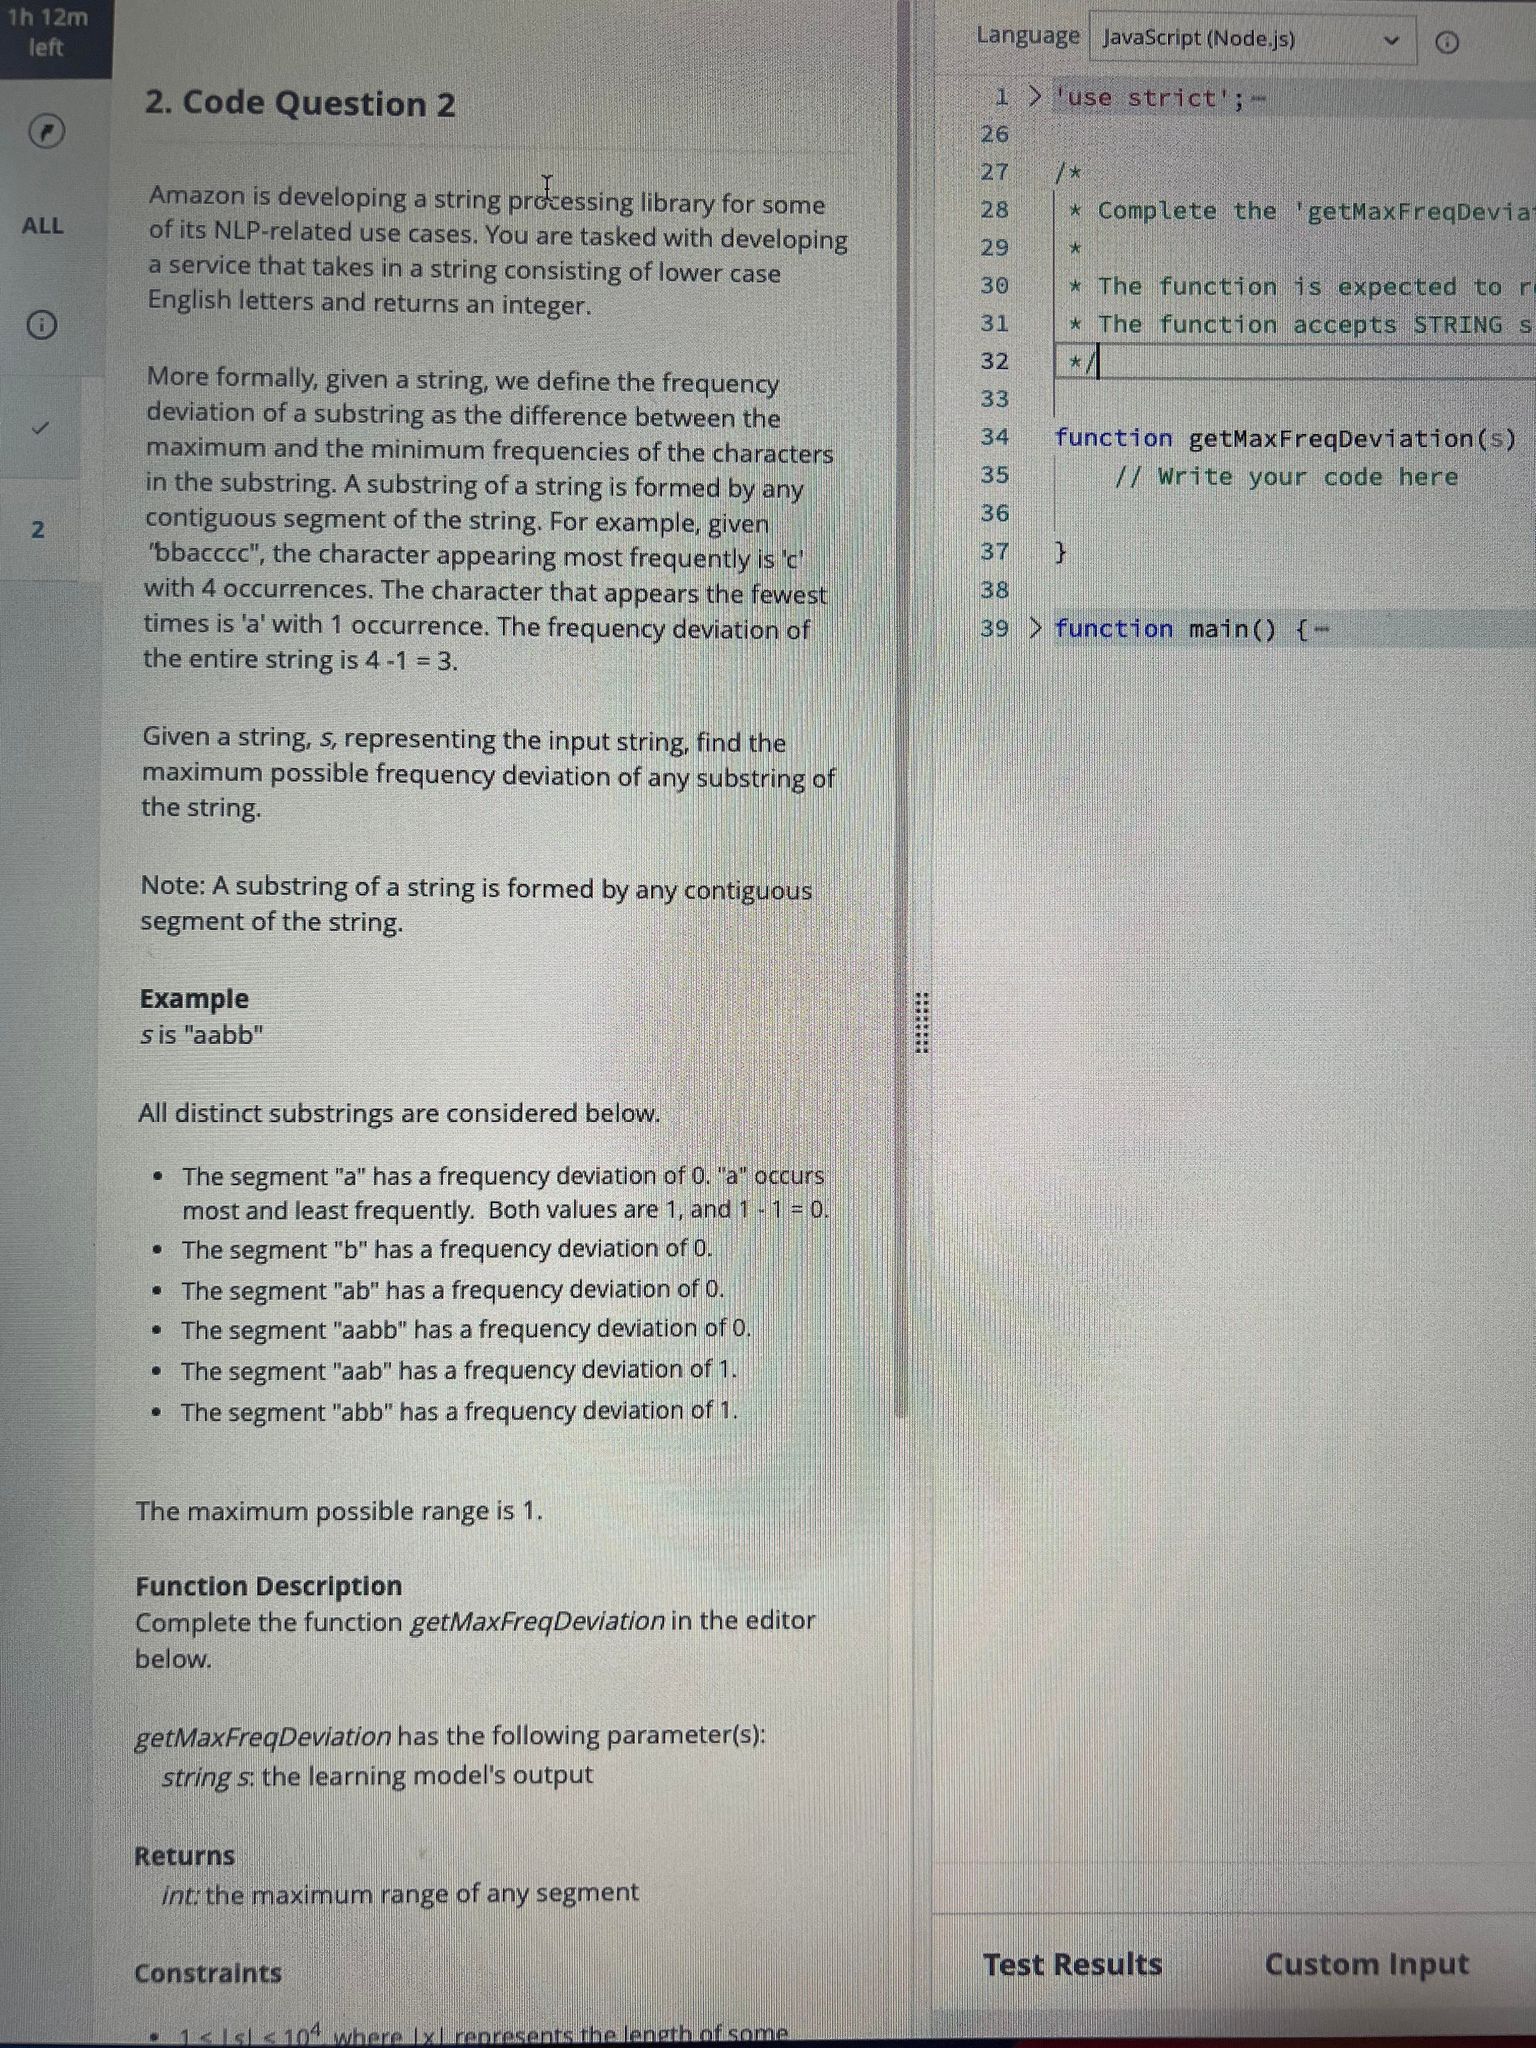 1h 12m
left
ALL
2
2. Code Question 2
Amazon is developing a string processing library for some
of its NLP-related use cases. You are tasked with developing
a service that takes in a string consisting of lower case
English letters and returns an integer.
More formally, given a string, we define the frequency
deviation of a substring as the difference between the
maximum and the minimum frequencies of the characters
in the substring. A substring of a string is formed by any
contiguous segment of the string. For example, given
"bbacccc", the character appearing most frequently is 'c'
with 4 occurrences. The character that appears the fewest
times is 'a' with 1 occurrence. The frequency deviation of
the entire string is 4 -1 = 3.
Given a string, s, representing the input string, find the
maximum possible frequency deviation of any substring of
the string.
Note: A substring of a string is formed by any contiguous
segment of the string.
Example
s is "aabb"
All distinct substrings are considered below.
• The segment "a" has a frequency deviation of 0. "a" occurs
most and least frequently.  Both values are 1, and 1 - 1 = 0.
• The segment "b" has a frequency deviation of 0.
• The segment "ab" has a frequency deviation of 0.
• The segment "aabb" has a frequency deviation of 0.
• The segment "aab" has a frequency deviation of 1.
• The segment "abb" has a frequency deviation of 1.
The maximum possible range is 1.
Function Description
Complete the function getMaxFreqDeviation in the editor
below.
getMaxFreqDeviation has the following parameter(s):
string s: the learning model's output
Returns
int: the maximum range of any segment
Constraints
• 1 ≤ |s| ≤ 10⁴ where |x| represents the length of some
Language JavaScript (Node.js)
1 > 'use strict';
26
27 /*
28 * Complete the 'getMaxFreqDevia
29 *
30 * The function is expected to r
31 * The function accepts STRING s
32 */
33
34 function getMaxFreqDeviation(s)
35 // Write your code here
36
37 }
38
39 > function main() {
Test Results Custom Input